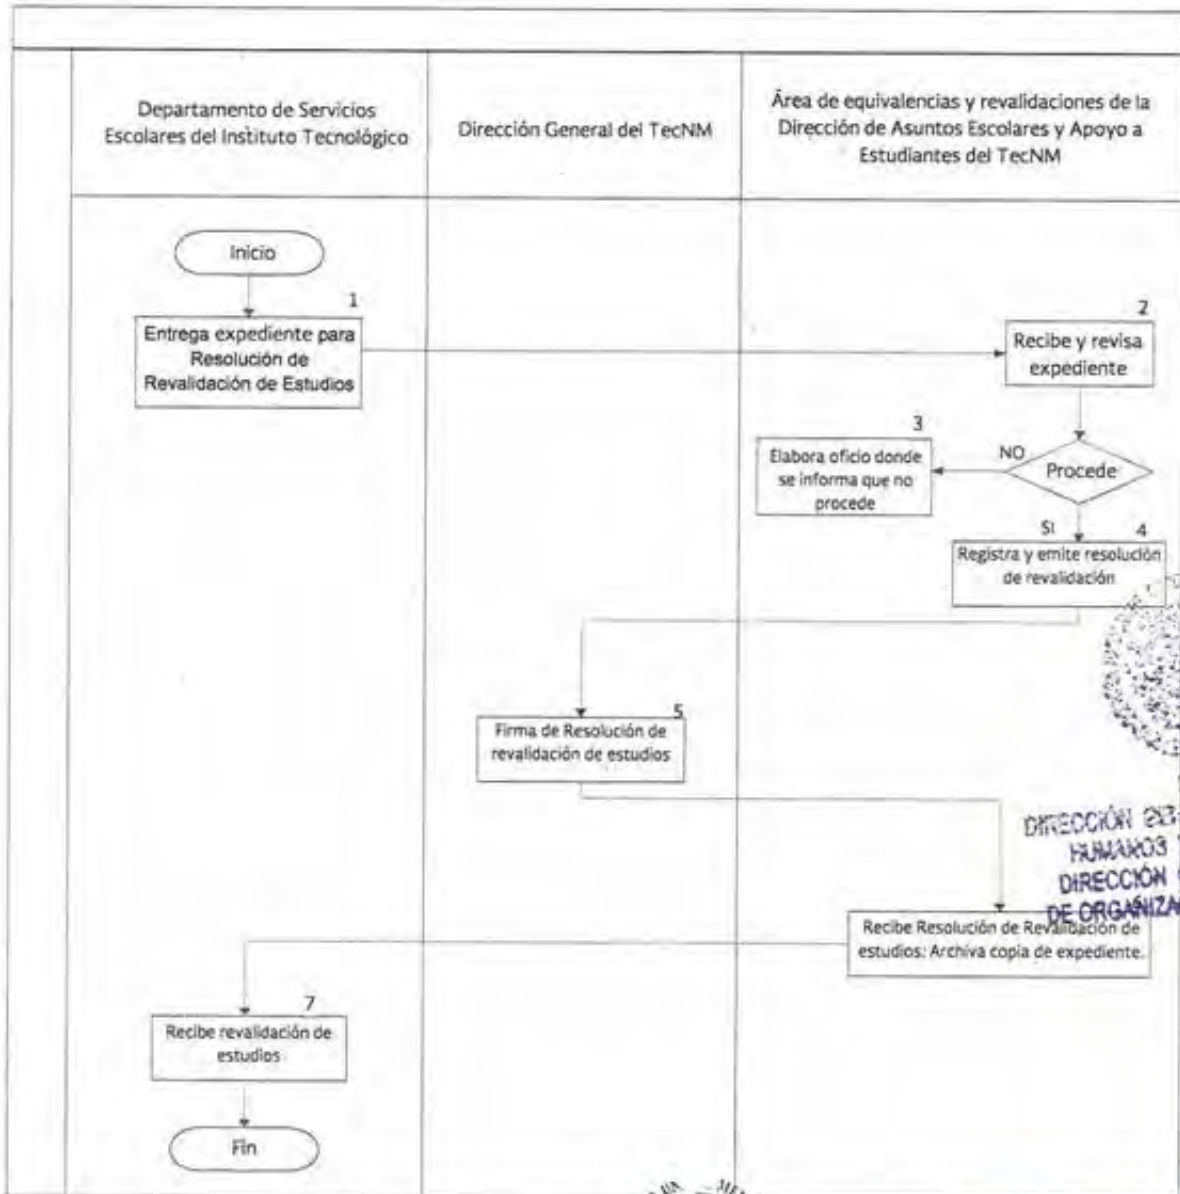 Departamento de Servicios
Escolares del Instituto Tecnológico
Dirección General del TecNM
Área de equivalencias y revalidaciones de la
Dirección de Asuntos Escolares y Apoyo a
Estudiantes del TecNM
Inicio
1
Entrega expediente para
Resolución de
Revalidación de Estudios
2
Recibe y revisa
expediente
3
Elabora oficio donde
se informa que no
procede
NO
Procede
SI
4
Registra y emite resolución
de revalidación
5
Firma de Resolución de
revalidación de estudios
DIRECCIÓN
HUMANOS
DIRECCIÓN
DE ORGANIZA
Recibe Resolución de Revalidación de
estudios: Archiva copia de expediente.
7
Recibe revalidación de
estudios
Fin